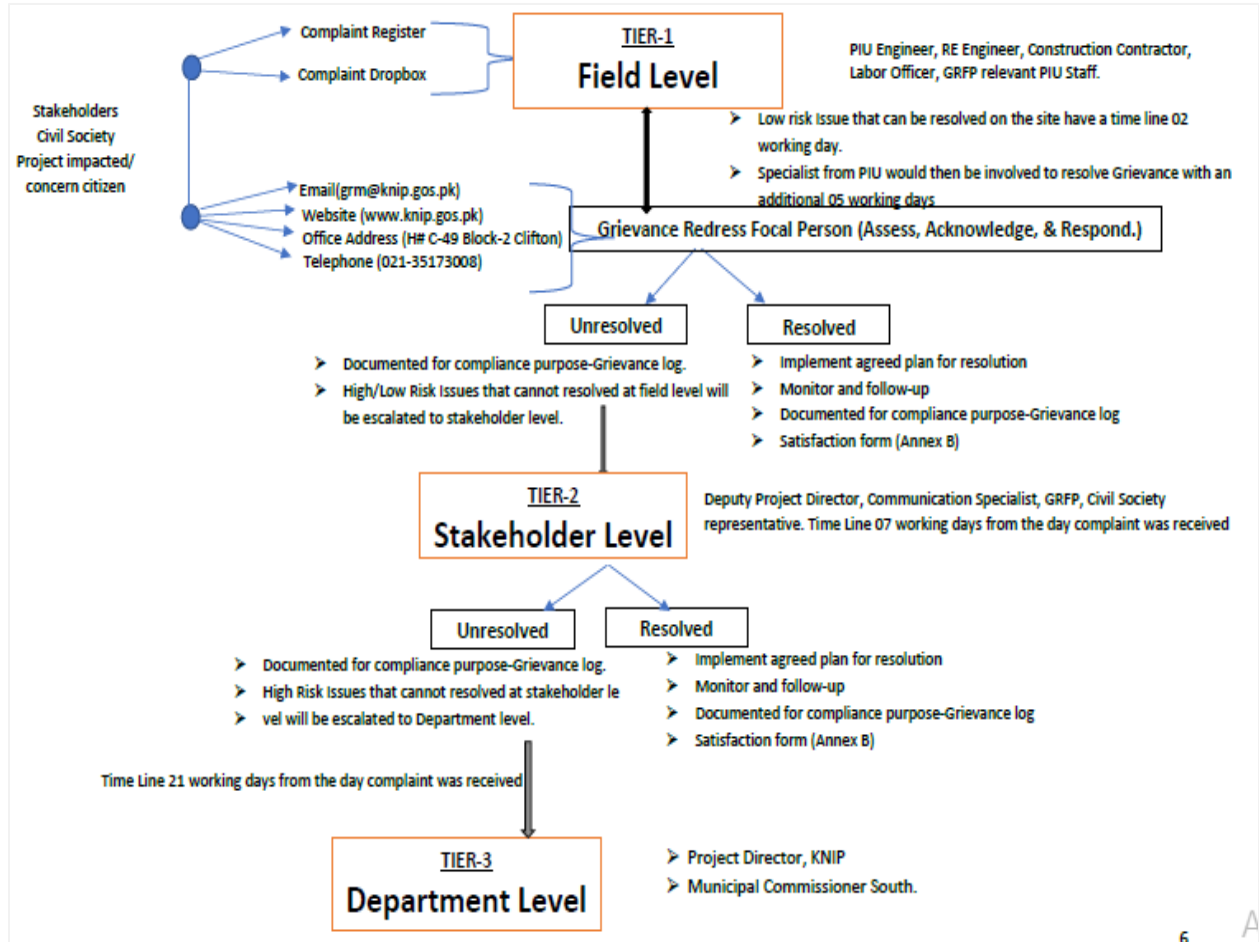 Complaint Register
Complaint Dropbox
TIER-1
Field Level
PIU Engineer, RE Engineer, Construction Contractor,
Labor Officer, GRFP relevant PIU Staff.
Stakeholders
Civil Society
Project impacted/
concern citizen
➤ Low risk Issue that can be resolved on the site have a time line 02
working day.
➤ Specialist from PIU would then be involved to resolve Grievance with an
additional 05 working days
Email(grm@knip.gos.pk)
Website (www.knip.gos.pk)
Office Address (H# C-49 Block-2 Clifton)
Telephone (021-35173008)
Grievance Redress Focal Person (Assess, Acknowledge, & Respond.)
Unresolved
➤ Documented for compliance purpose-Grievance log.
➤ High/Low Risk Issues that cannot resolved at field level will
be escalated to stakeholder level.
Resolved
➤ Implement agreed plan for resolution
➤ Monitor and follow-up
➤ Documented for compliance purpose-Grievance log
➤ Satisfaction form (Annex B)
TIER-2
Stakeholder Level
Deputy Project Director, Communication Specialist, GRFP, Civil Society
representative. Time Line 07 working days from the day complaint was received
Unresolved
➤ Documented for compliance purpose-Grievance log.
➤ High Risk Issues that cannot resolved at stakeholder le
➤ vel will be escalated to Department level.
Resolved
➤ Implement agreed plan for resolution
➤ Monitor and follow-up
➤ Documented for compliance purpose-Grievance log
➤ Satisfaction form (Annex B)
Time Line 21 working days from the day complaint was received
TIER-3
Department Level
➤ Project Director, KNIP
➤ Municipal Commissioner South.
6
A